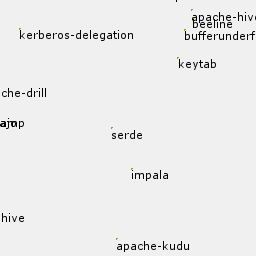 apache-hive
beeline
kerberos-delegation
bufferunderf
keytab
che-drill
serde
impala
hive
apache-kudu